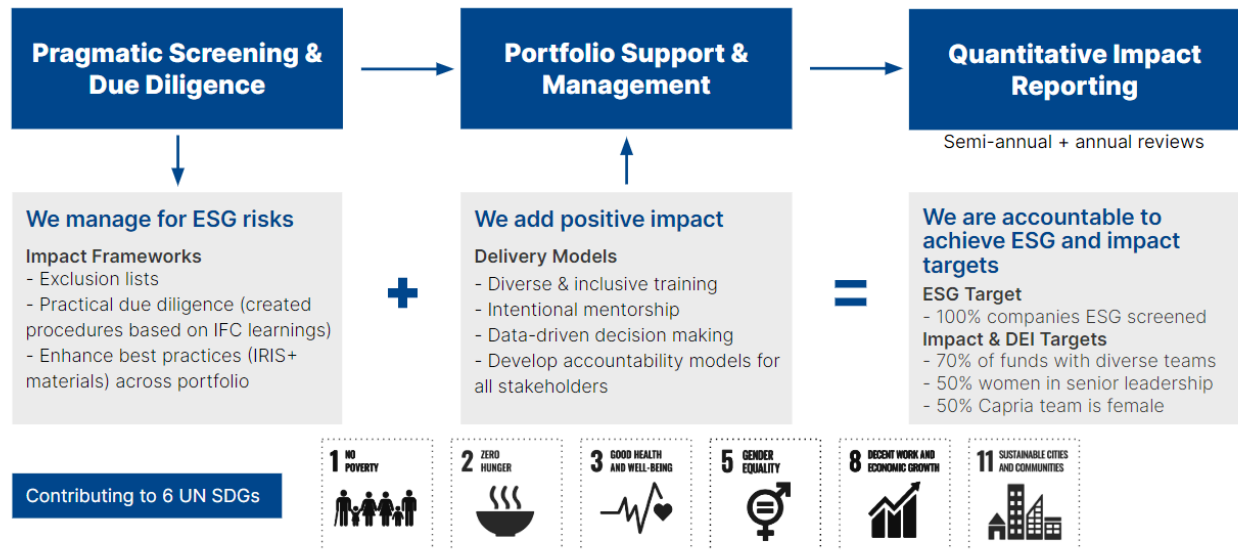 Pragmatic Screening &
Due Diligence
Portfolio Support &
Management
Quantitative Impact
Reporting
Semi-annual + annual reviews
We manage for ESG risks
Impact Frameworks
- Exclusion lists
- Practical due diligence (created
procedures based on IFC learnings)
- Enhance best practices (IRIS+
materials) across portfolio
+
We add positive impact
Delivery Models
- Diverse & inclusive training
- Intentional mentorship
- Data-driven decision making
- Develop accountability models for
all stakeholders
=
We are accountable to
achieve ESG and impact
targets
ESG Target
- 100% companies ESG screened
Impact & DEI Targets
- 70% of funds with diverse teams
- 50% women in senior leadership
- 50% Capria team is female
Contributing to 6 UN SDGs
1 NO
POVERTY
2 ZERO
HUNGER
3 GOOD HEALTH
AND WELL-BEING
5 GENDER
EQUALITY
8 DECENT WORK AND
ECONOMIC GROWTH
11 SUSTAINABLE CITIES
AND COMMUNITIES